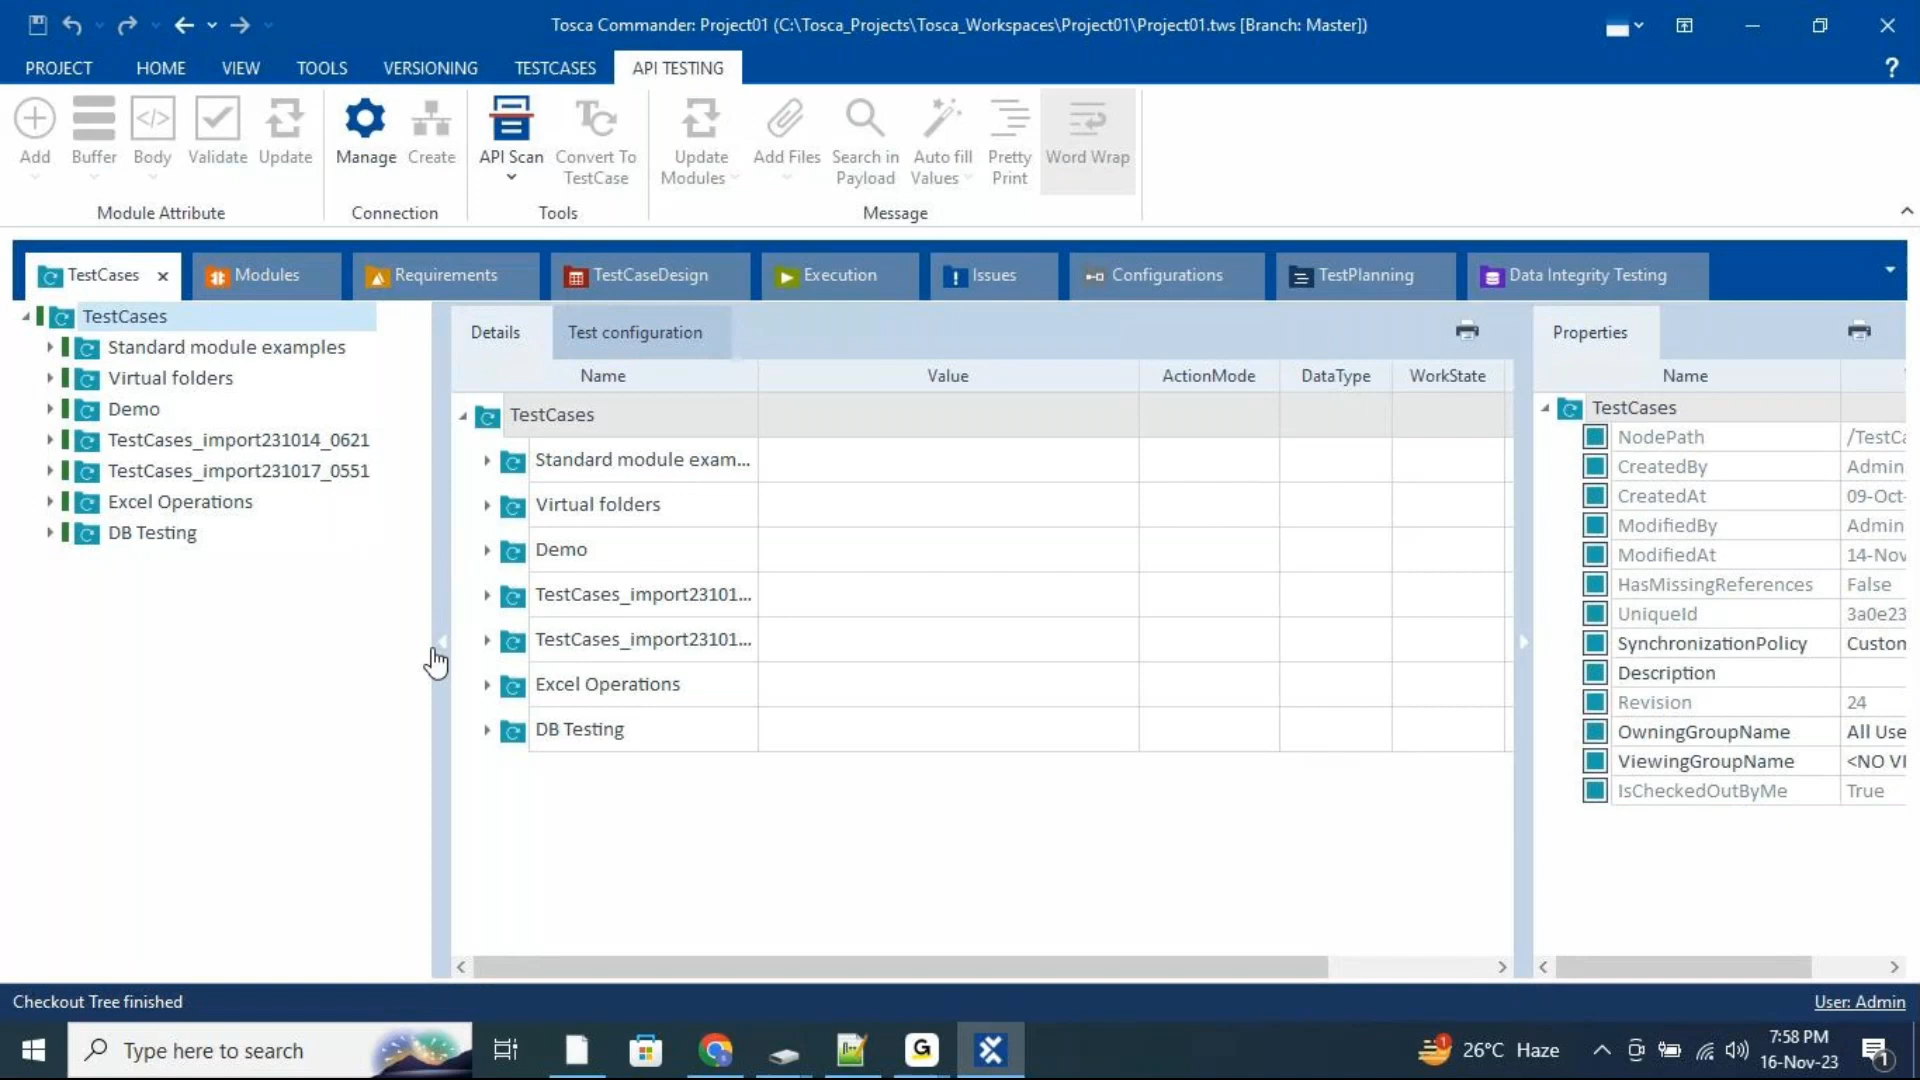 Tosca Commander: Project01 (C:\Tosca_Projects\Tosca_Workspaces\Project01\Project01.tws [Branch: Master])
PROJECT HOME VIEW TOOLS VERSIONING TESTCASES API TESTING ?
Add Buffer Body Validate Update Manage Create API Scan Convert To TestCase Update Modules Add Files Search in Payload Auto fill Values Pretty Print Word Wrap
Module Attribute Connection Tools Message
TestCases Modules Requirements TestCaseDesign Execution Issues Configurations TestPlanning Data Integrity Testing
TestCases
Standard module examples
Virtual folders
Demo
TestCases_import231014_0621
TestCases_import231017_0551
Excel Operations
DB Testing
Details Test configuration
Name Value ActionMode DataType WorkState
TestCases
Standard module exam...
Virtual folders
Demo
TestCases_import23101...
TestCases_import23101...
Excel Operations
DB Testing
Properties
Name
TestCases
NodePath /TestCa
CreatedBy Admin
CreatedAt 09-Oct-
ModifiedBy Admin
ModifiedAt 14-Nov
HasMissingReferences False
UniqueId 3a0e23
SynchronizationPolicy Custon
Description
Revision 24
OwningGroupName All Use
ViewingGroupName <NO VI
IsCheckedOutByMe True
Checkout Tree finished User: Admin
Type here to search 26°C Haze 7:58 PM
16-Nov-23 1